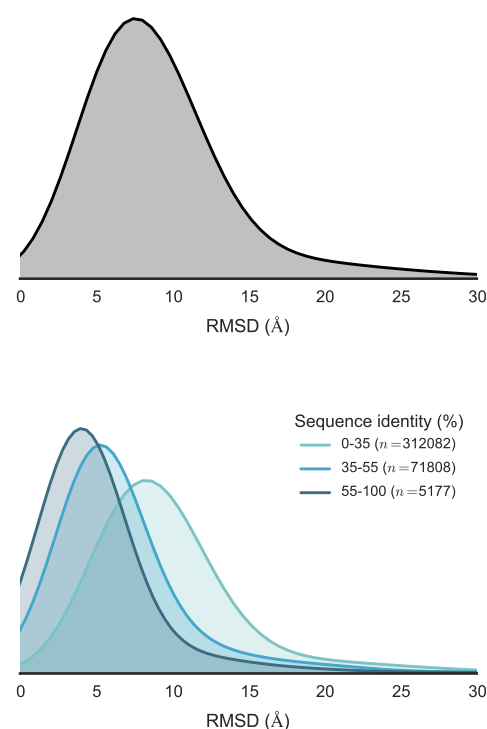 0 5 10 15 20 25 30
RMSD (Å)
Sequence identity (%)
0-35 (n=312082)
35-55 (n=71808)
55-100 (n=5177)
0 5 10 15 20 25 30
RMSD (Å)